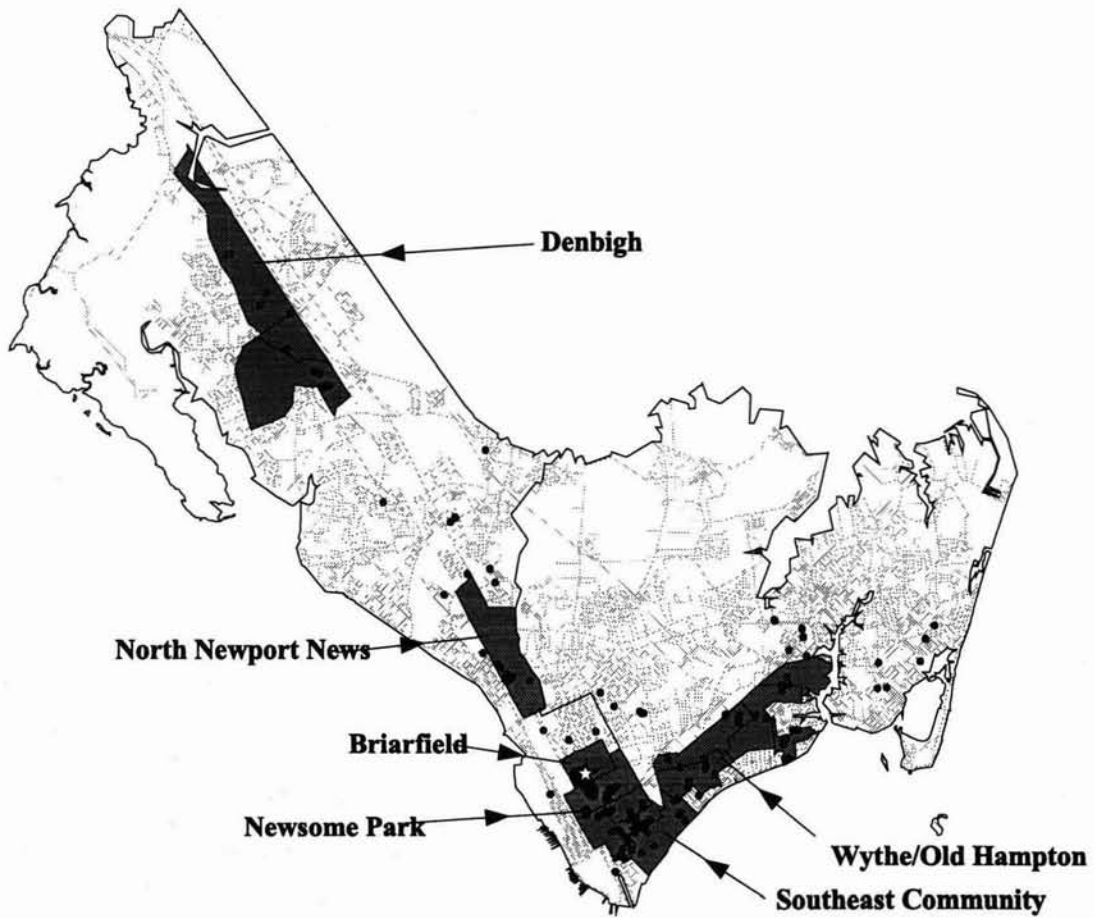 Denbigh
North Newport News
Briarfield
Newsome Park
Wythe/Old Hampton
Southeast Community